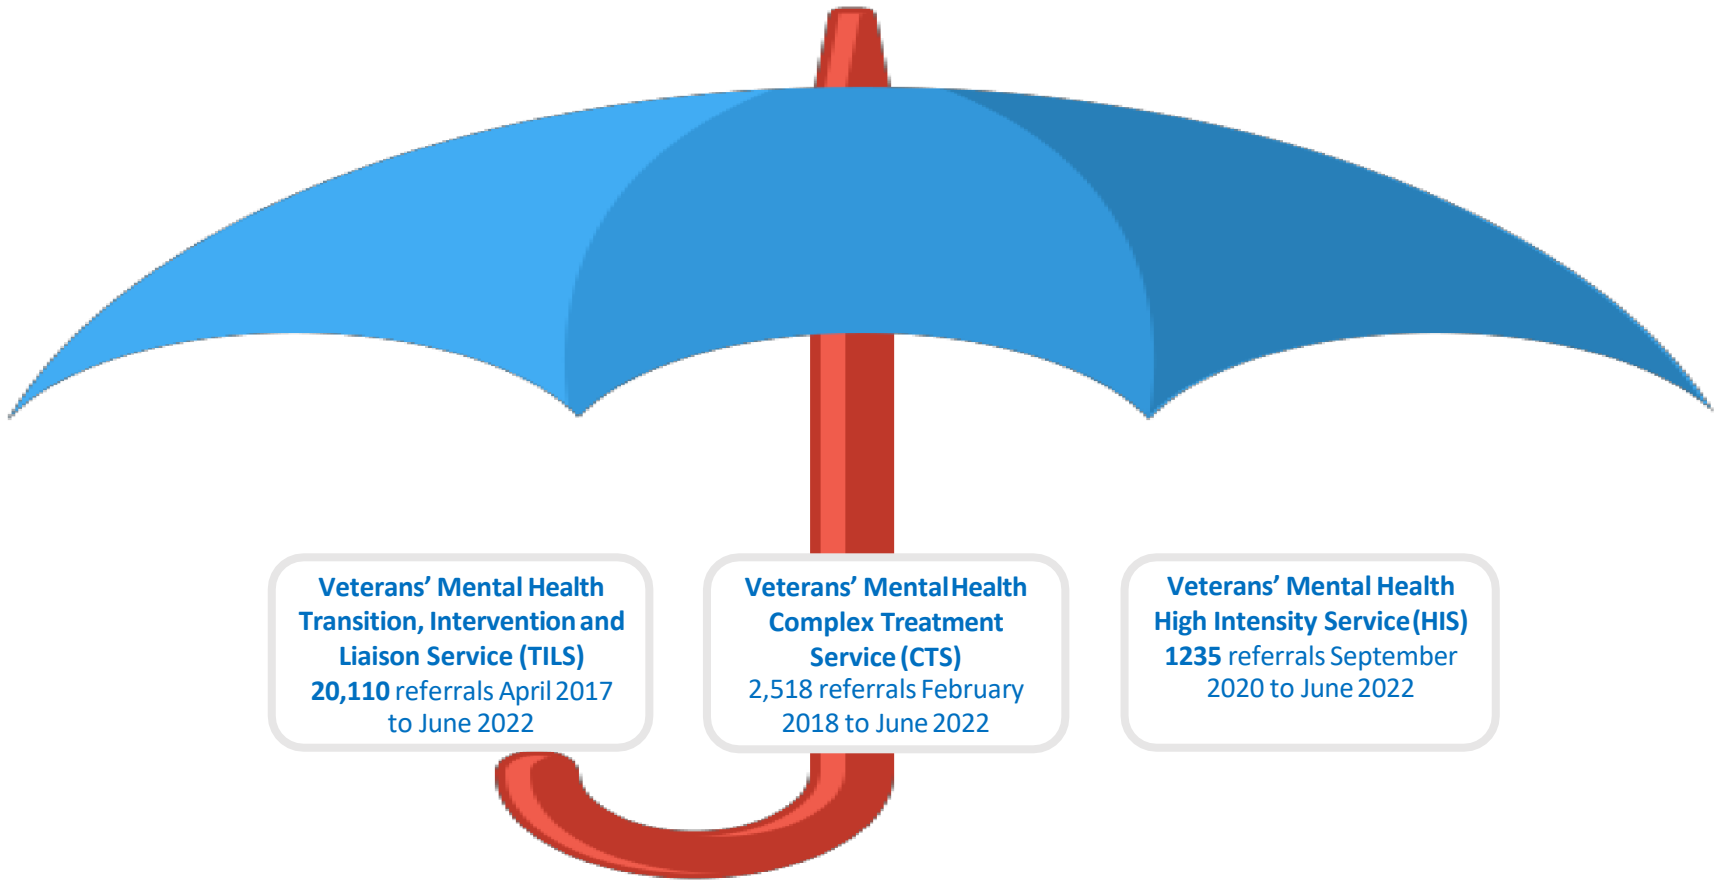 Veterans’ Mental Health
Transition, Intervention and
Liaison Service (TILS)
20,110 referrals April 2017
to June 2022
Veterans’ Mental Health
Complex Treatment
Service (CTS)
2,518 referrals February
2018 to June 2022
Veterans’ Mental Health
High Intensity Service (HIS)
1235 referrals September
2020 to June 2022